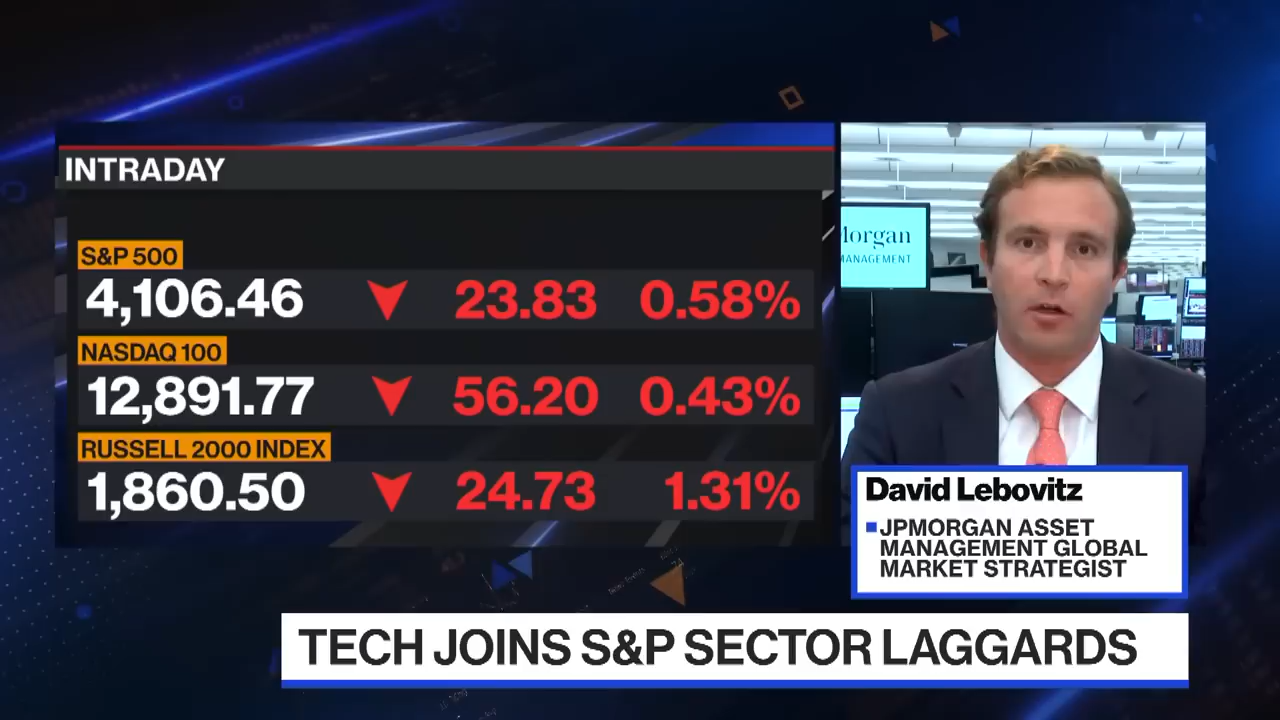 INTRADAY
S&P 500
4,106.46 23.83 0.58%
NASDAQ 100
12,891.77 56.20 0.43%
RUSSELL 2000 INDEX
1,860.50 24.73 1.31%
Morgan
MANAGEMENT
David Lebovitz
JPMORGAN ASSET
MANAGEMENT GLOBAL
MARKET STRATEGIST
TECH JOINS S&P SECTOR LAGGARDS